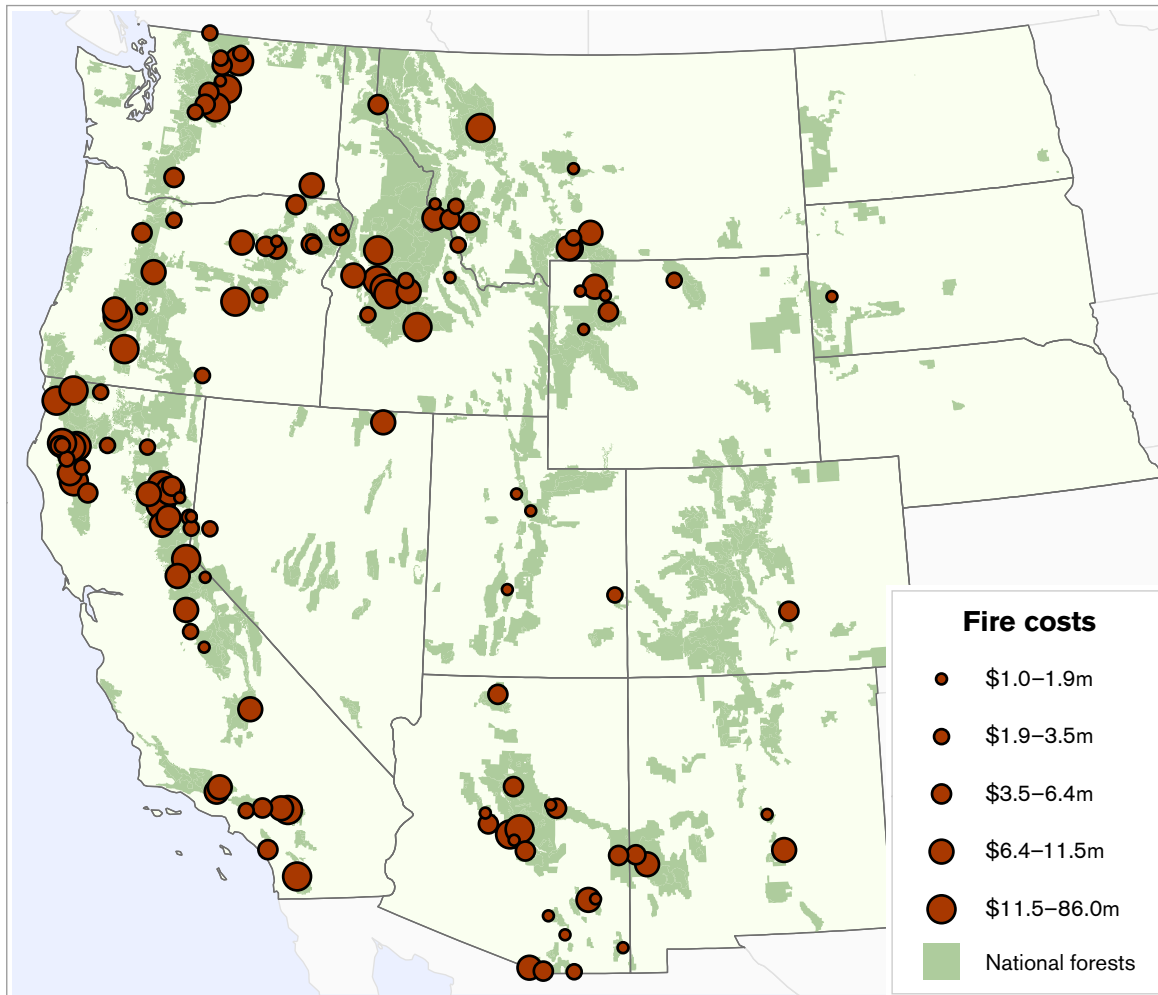 Fire costs
$1.0–1.9m
$1.9–3.5m
$3.5–6.4m
$6.4–11.5m
$11.5–86.0m
National forests